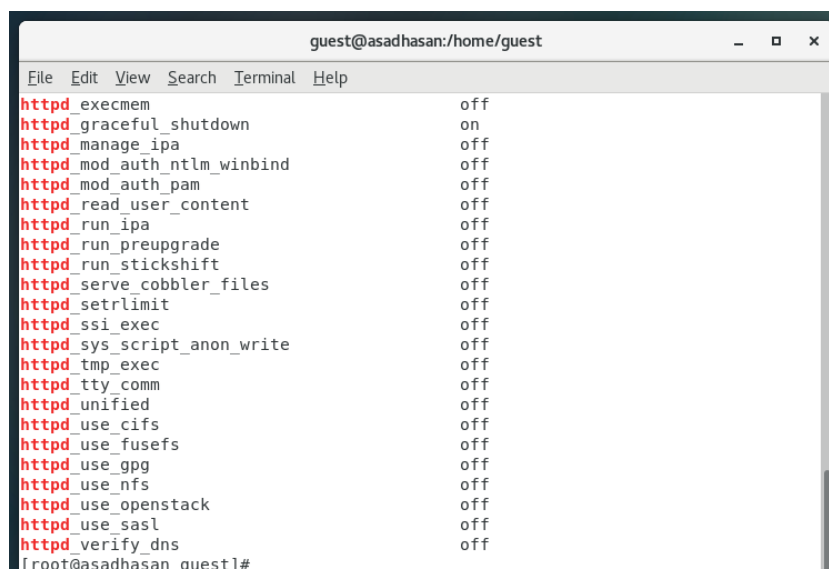 guest@asadhasan:/home/guest
File Edit View Search Terminal Help
httpd_execmem off
httpd_graceful_shutdown on
httpd_manage_ipa off
httpd_mod_auth_ntlm_winbind off
httpd_mod_auth_pam off
httpd_read_user_content off
httpd_run_ipa off
httpd_run_preupgrade off
httpd_run_stickshift off
httpd_serve_cobbler_files off
httpd_setrlimit off
httpd_ssi_exec off
httpd_sys_script_anon_write off
httpd_tmp_exec off
httpd_tty_comm off
httpd_unified off
httpd_use_cifs off
httpd_use_fusefs off
httpd_use_gpg off
httpd_use_nfs off
httpd_use_openstack off
httpd_use_sasl off
httpd_verify_dns off
[root@asadhasan guest]#